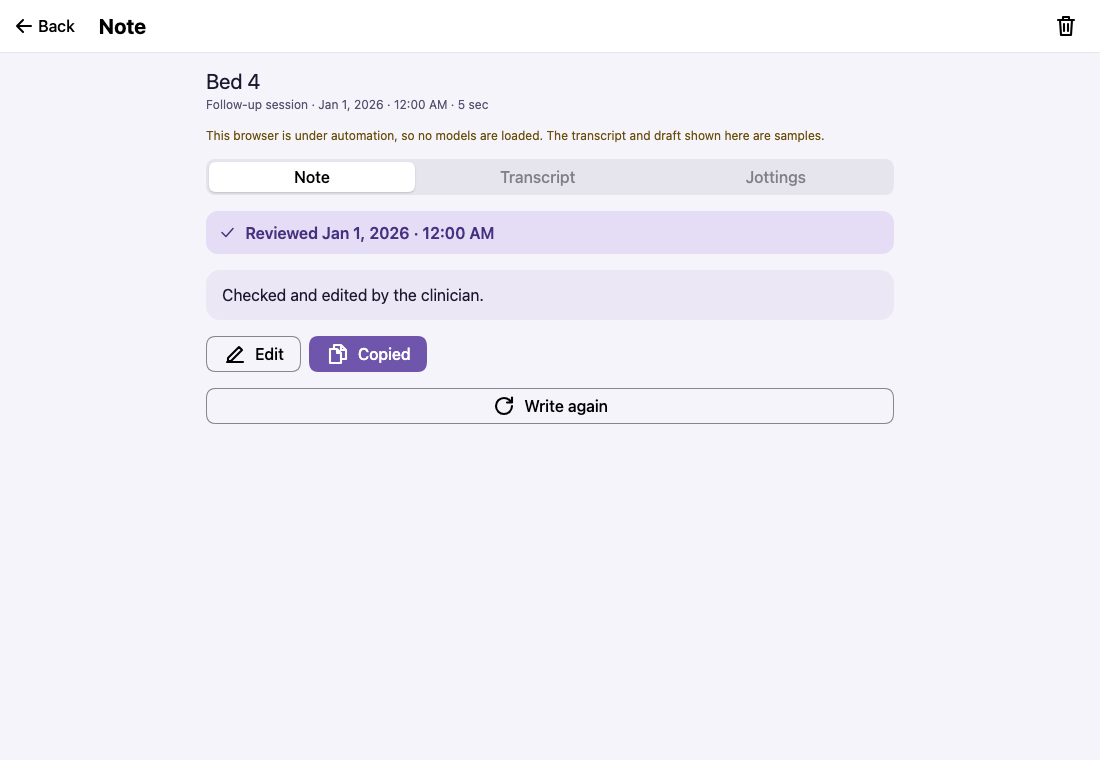 Back Note
Bed 4
Follow-up session · Jan 1, 2026 · 12:00 AM · 5 sec
This browser is under automation, so no models are loaded. The transcript and draft shown here are samples.
Note Transcript Jottings
Reviewed Jan 1, 2026 · 12:00 AM
Checked and edited by the clinician.
Edit Copied
Write again